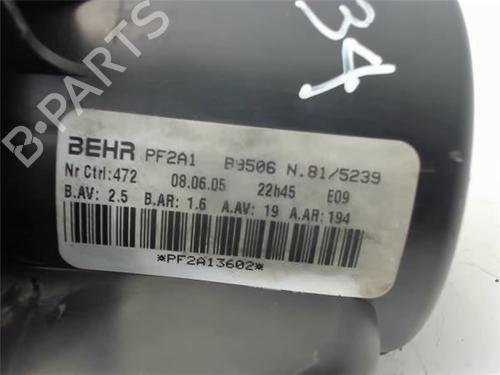 34
B-PARTS
BEHR PF2A1 B9506 N.81/5239
Nr Ctrl:472 08.06.05 22h45 E09
B.AV: 2.5 B.AR: 1.6 A.AV: 19 A.AR: 194
*PF2A13602*